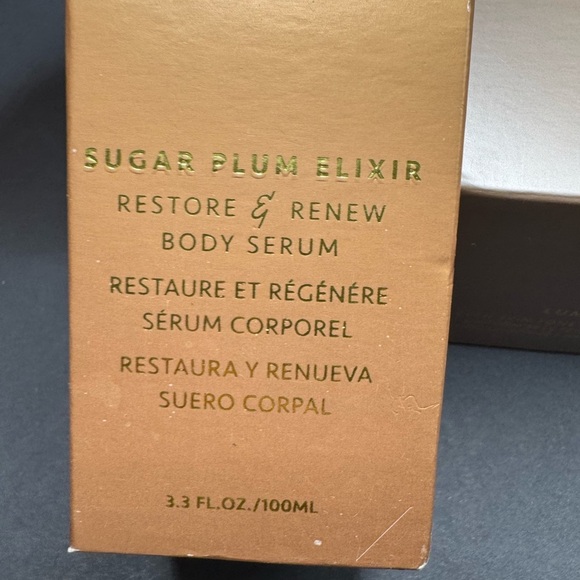 SUGAR PLUM ELIXIR
RESTORE & RENEW
BODY SERUM
RESTAURE ET RÉGÉNÉRE
SÉRUM CORPOREL
RESTAURA Y RENUEVA
SUERO CORPAL
3.3 FL.OZ./100ML